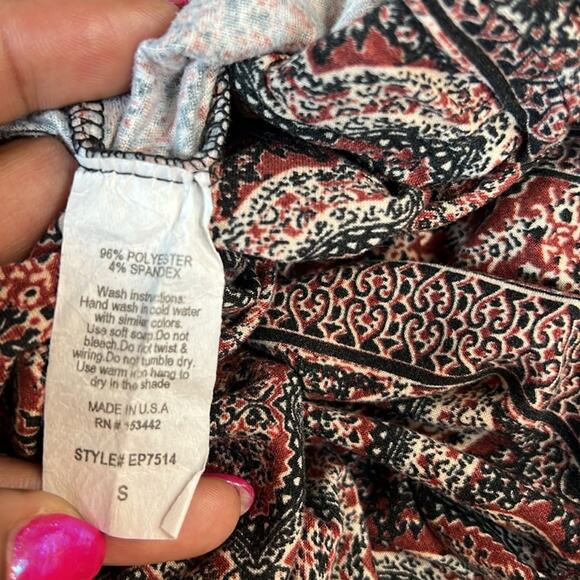 96% POLYESTER
4% SPANDEX
Wash instructions:
Hand wash in cold water
with similar colors.
Use soft soap.Do not
bleach.Do not twist &
wiring.Do not tumble dry.
Use warm iron hang to
dry in the shade
MADE IN U.S.A
RN # 153442
STYLE# EP7514
S